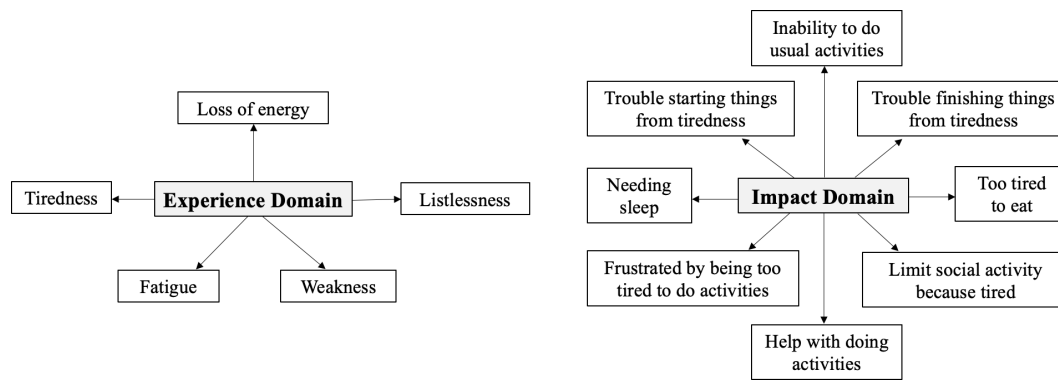 Loss of energy
Tiredness
Experience Domain
Listlessness
Fatigue
Weakness
Inability to do
usual activities
Trouble starting things
from tiredness
Trouble finishing things
from tiredness
Needing
sleep
Impact Domain
Too tired
to eat
Frustrated by being too
tired to do activities
Limit social activity
because tired
Help with doing
activities